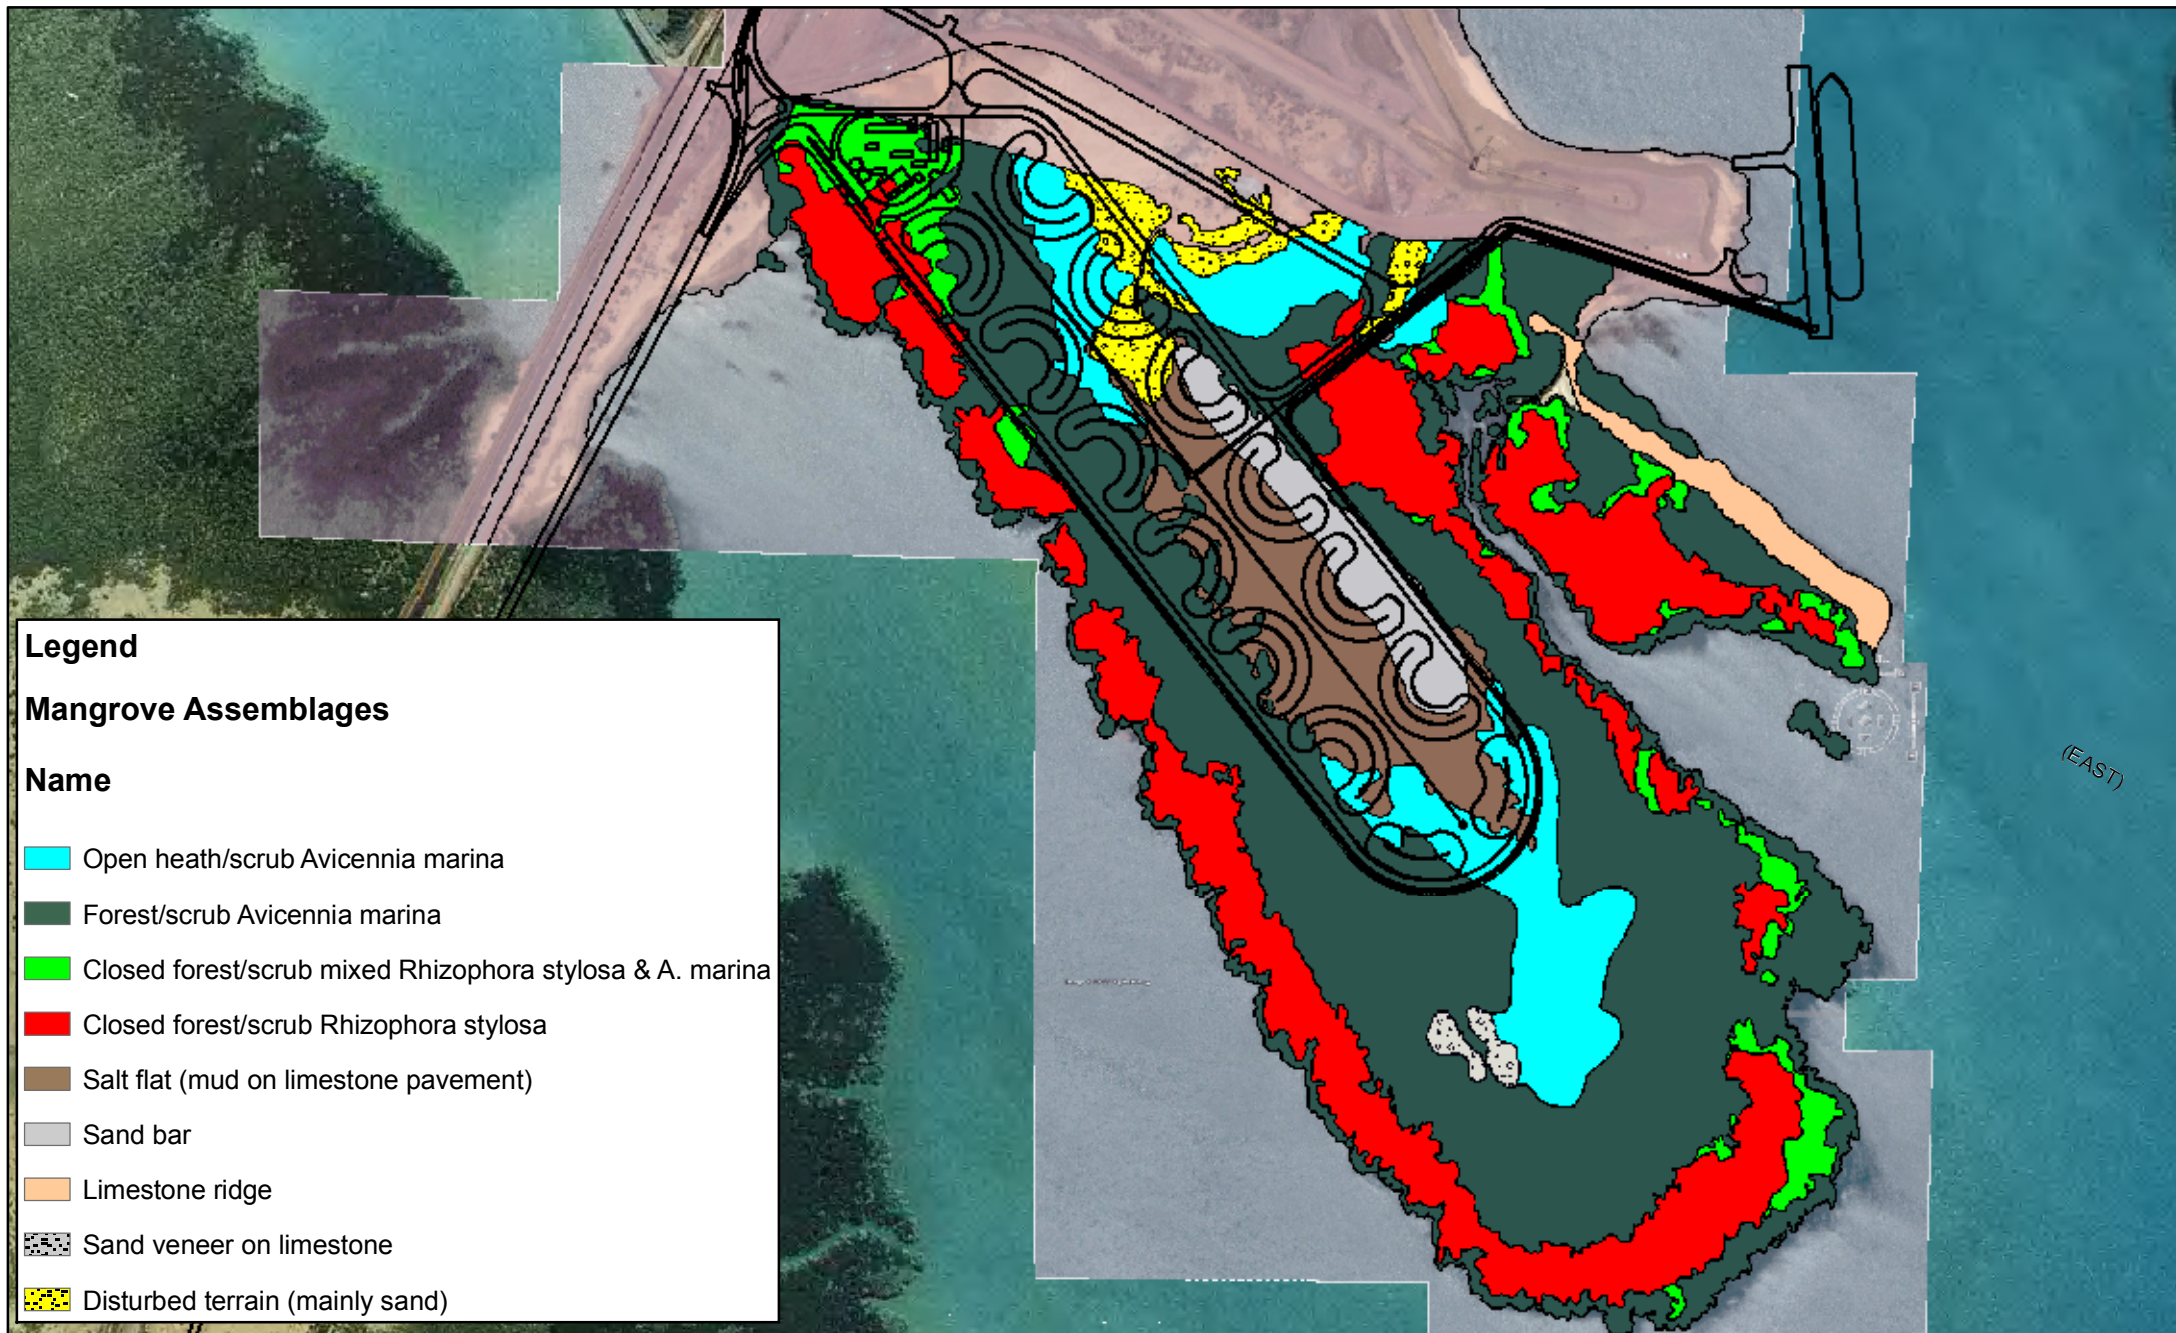 Legend
Mangrove Assemblages
Name
Open heath/scrub Avicennia marina
Forest/scrub Avicennia marina
Closed forest/scrub mixed Rhizophora stylosa & A. marina
Closed forest/scrub Rhizophora stylosa
Salt flat (mud on limestone pavement)
Sand bar
Limestone ridge
Sand veneer on limestone
Disturbed terrain (mainly sand)
(EAST)